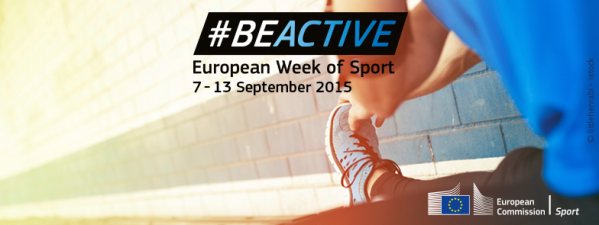 #BEACTIVE
European Week of Sport
7 - 13 September 2015
European
Commission
Sport